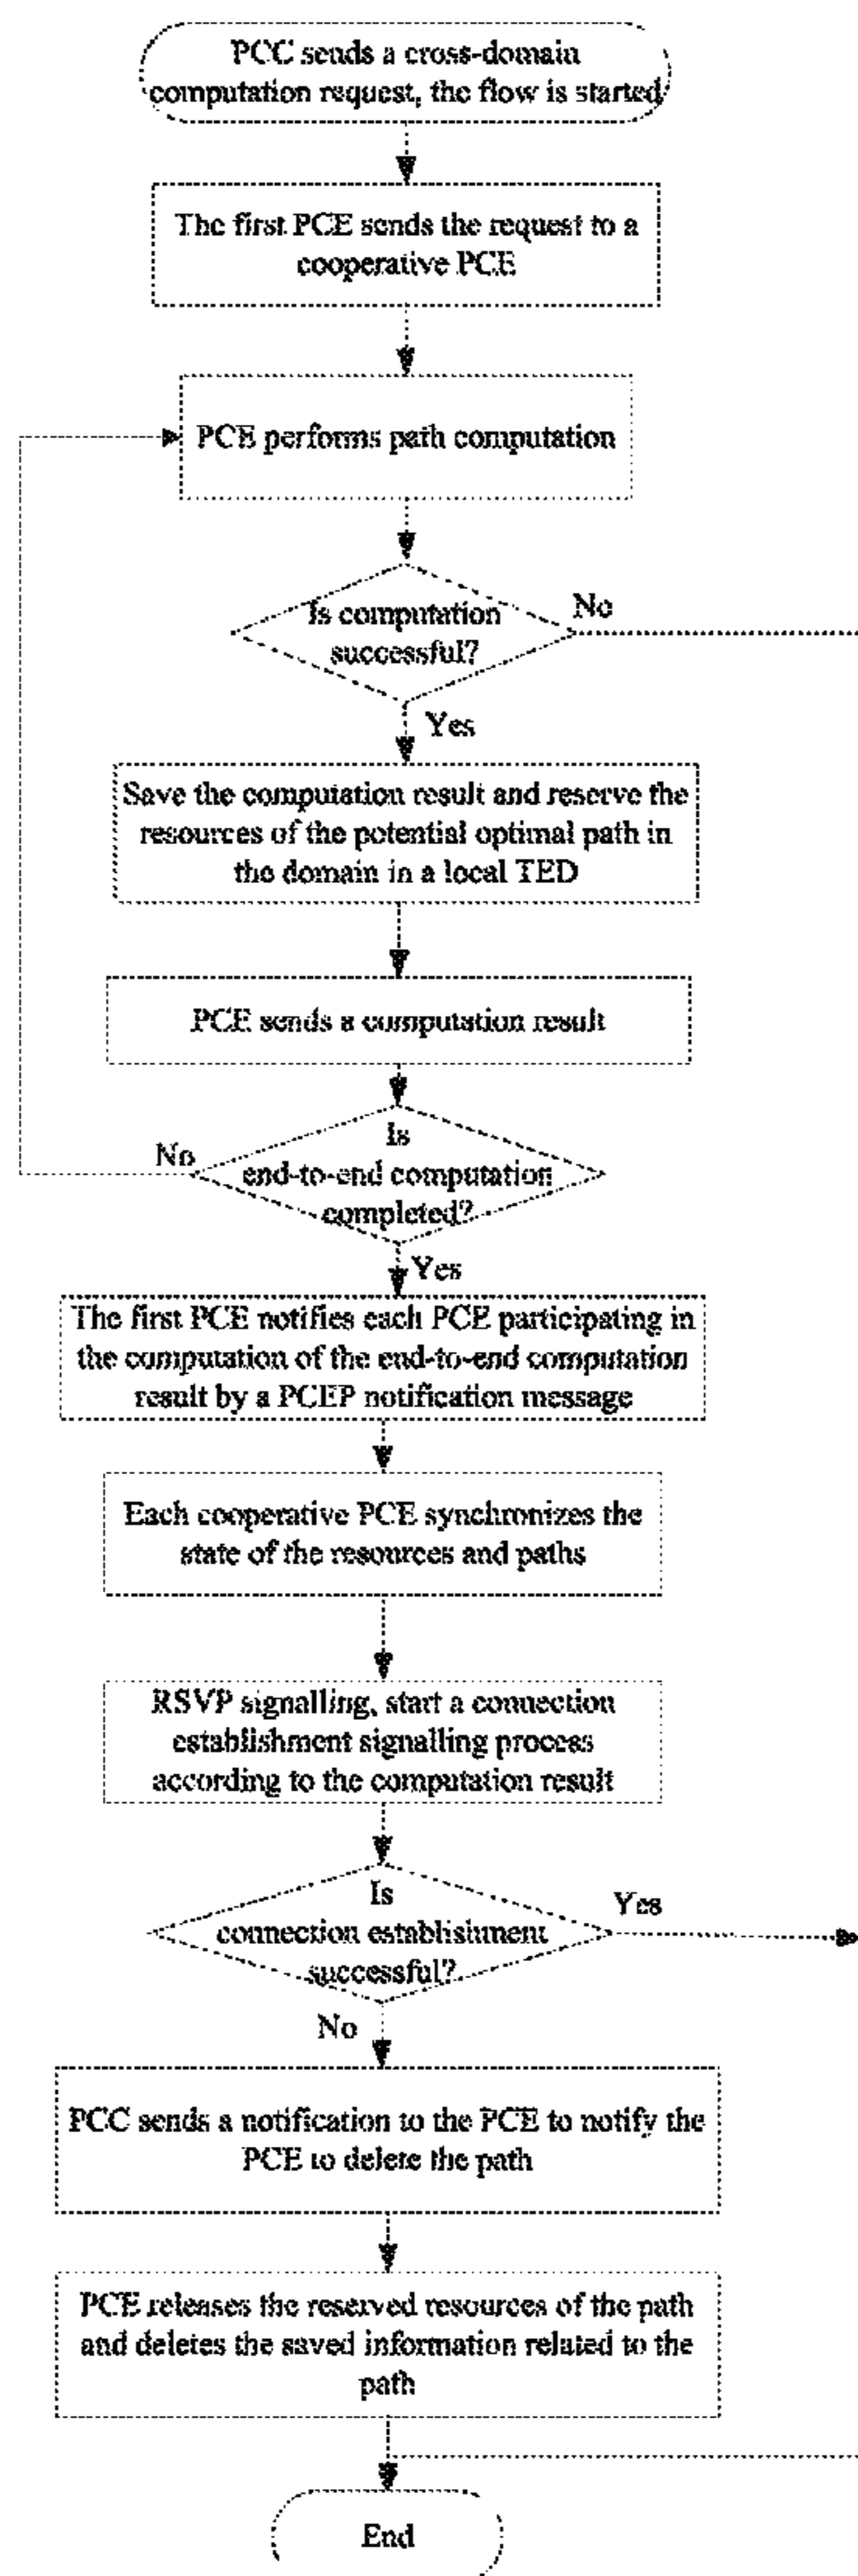 PCC sends a cross-domain
computation request, the flow is started
The first PCE sends the request to a
cooperative PCE
PCE performs path computation
Is computation
successful?
No
Yes
Save the computation result and reserve the
resources of the potential optimal path in
the domain in a local TED
PCE sends a computation result
Is
end-to-end computation
completed?
No
Yes
The first PCE notifies each PCE participating in
the computation of the end-to-end computation
result by a PCEP notification message
Each cooperative PCE synchronizes the
state of the resources and paths
RSVP signalling, start a connection
establishment signalling process
according to the computation result
Is
connection establishment
successful?
Yes
No
PCC sends a notification to the PCE to notify the
PCE to delete the path
PCE releases the reserved resources of the path
and deletes the saved information related to the
path
End